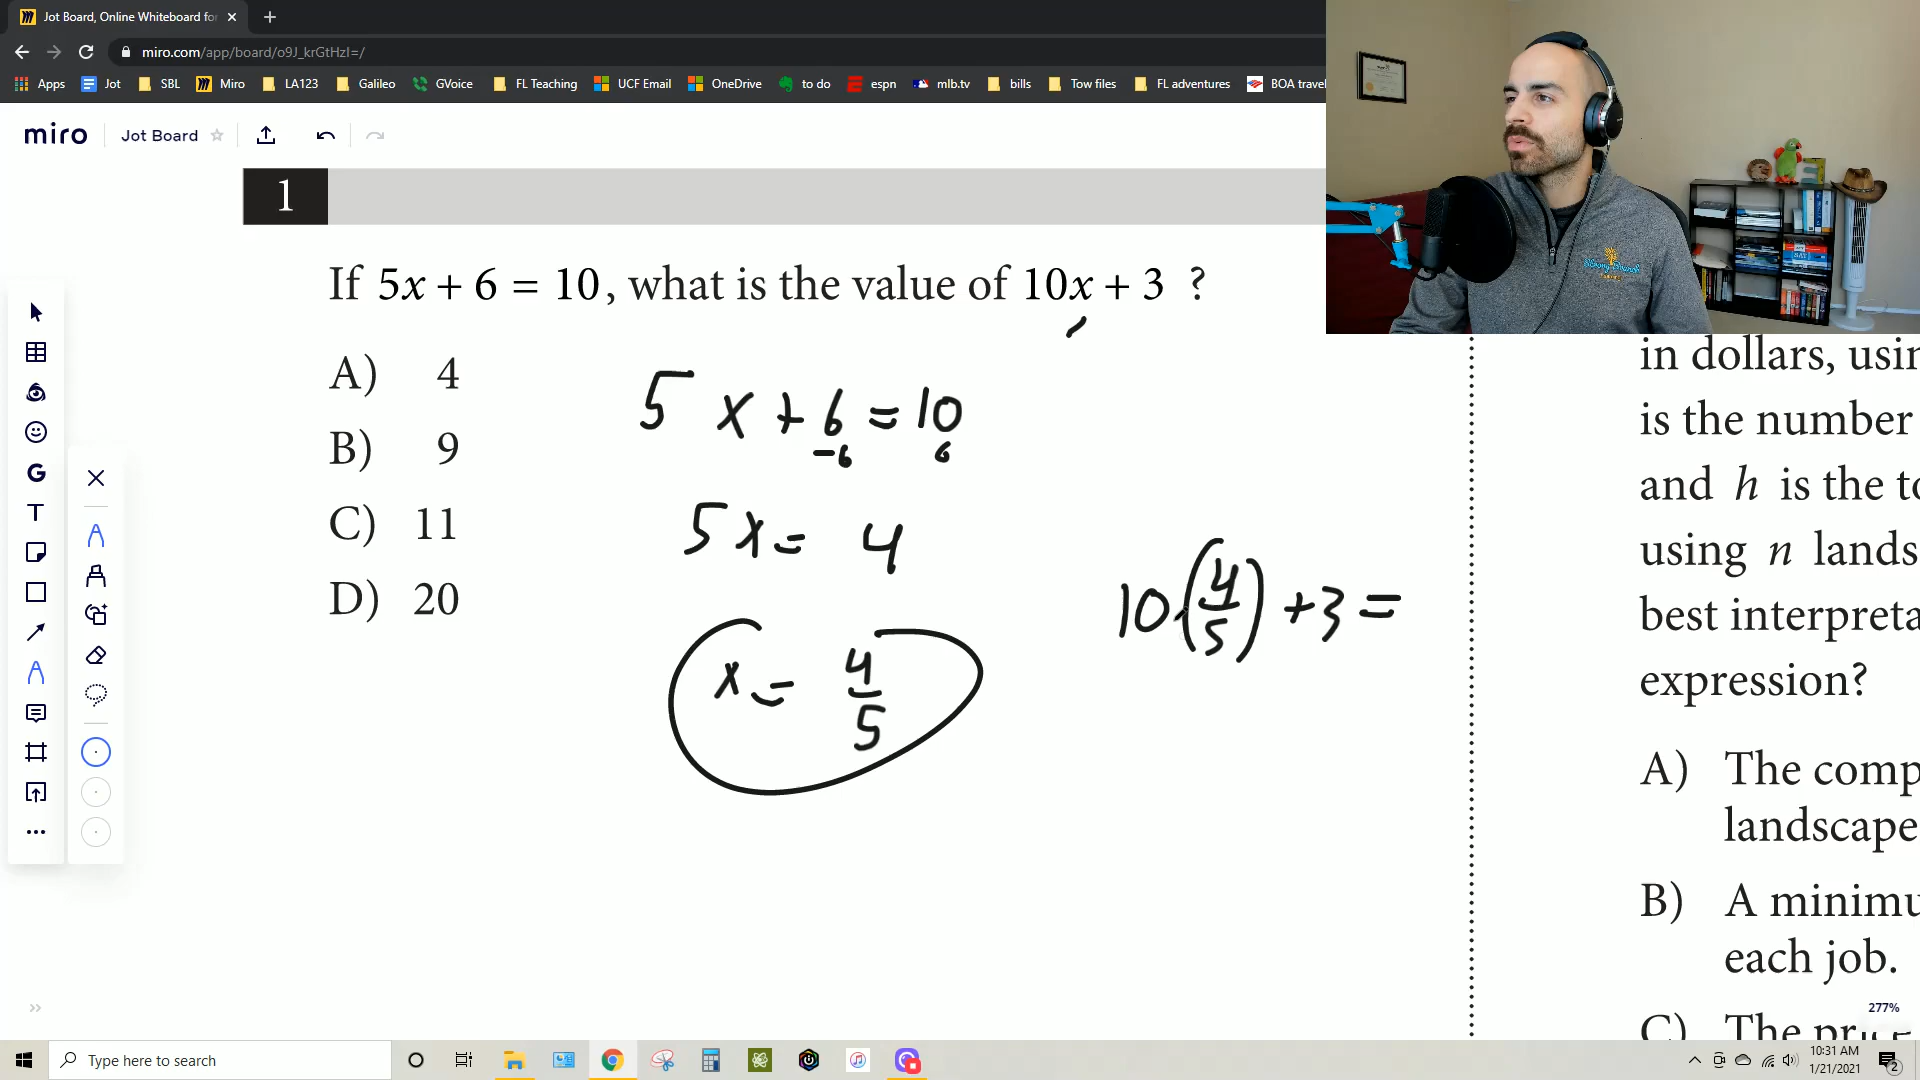 Jot Board, Online Whiteboard for
miro.com/app/board/o9J_krGtHzI=/
Apps Jot SBL Miro LA123 Galileo GVoice FL Teaching UCF Email OneDrive to do espn mlb.tv bills Tow files FL adventures BOA travel
miro Jot Board
1
If 5x + 6 = 10, what is the value of 10x + 3 ?
A) 4
B) 9
C) 11
D) 20
5x + 6 = 10
-6 6
5x = 4
x = 4/5
10(4/5) + 3 =
in dollars, usin
is the number
and h is the to
using n lands
best interpreta
expression?
A) The comp
landscape
B) A minimu
each job.
C) The price
277%
Type here to search
10:31 AM
1/21/2021
2